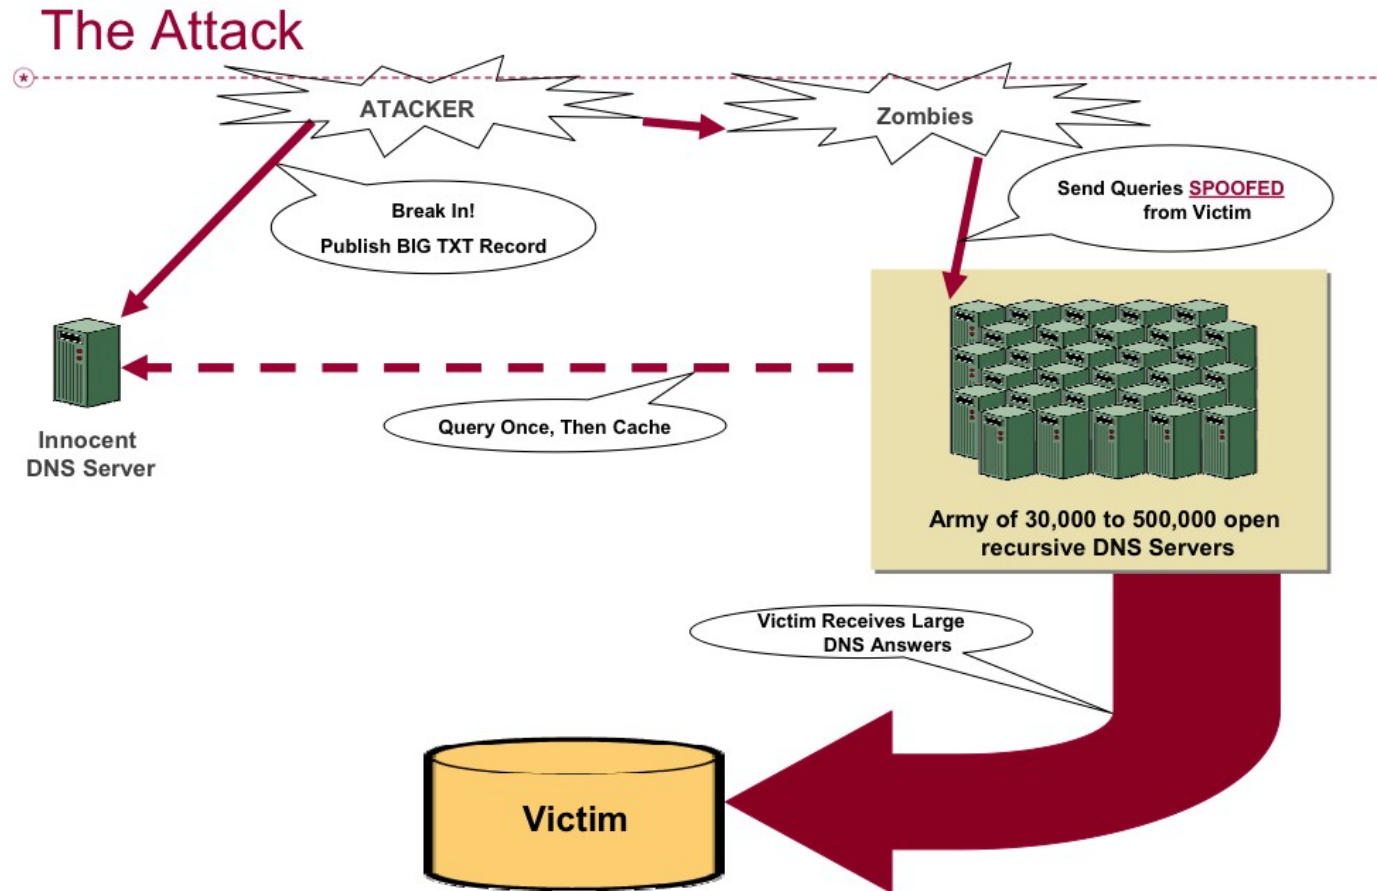 The Attack
ATACKER
Zombies
Send Queries SPOOFED
from Victim
Break In!
Publish BIG TXT Record
Query Once, Then Cache
Innocent
DNS Server
Army of 30,000 to 500,000 open
recursive DNS Servers
Victim Receives Large
DNS Answers
Victim